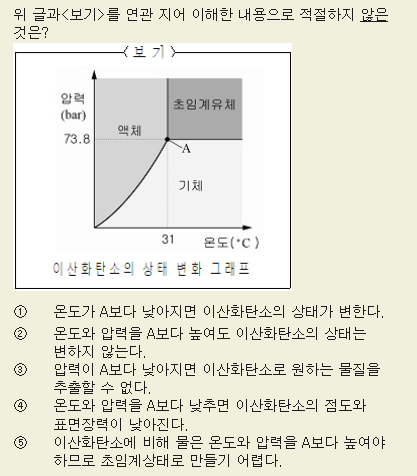 위 글과<보기>를 연관 지어 이해한 내용으로 적절하지 않은
것은?
<보 기>
압력
(bar)
초임계유체
액체
73.8
A
기체
31
온도(℃)
이산화탄소의 상태 변화 그래프
① 온도가 A보다 낮아지면 이산화탄소의 상태가 변한다.
② 온도와 압력을 A보다 높여도 이산화탄소의 상태는
변하지 않는다.
③ 압력이 A보다 낮아지면 이산화탄소로 원하는 물질을
추출할 수 없다.
④ 온도와 압력을 A보다 낮추면 이산화탄소의 점도와
표면장력이 낮아진다.
⑤ 이산화탄소에 비해 물은 온도와 압력을 A보다 높여야
하므로 초임계상태로 만들기 어렵다.